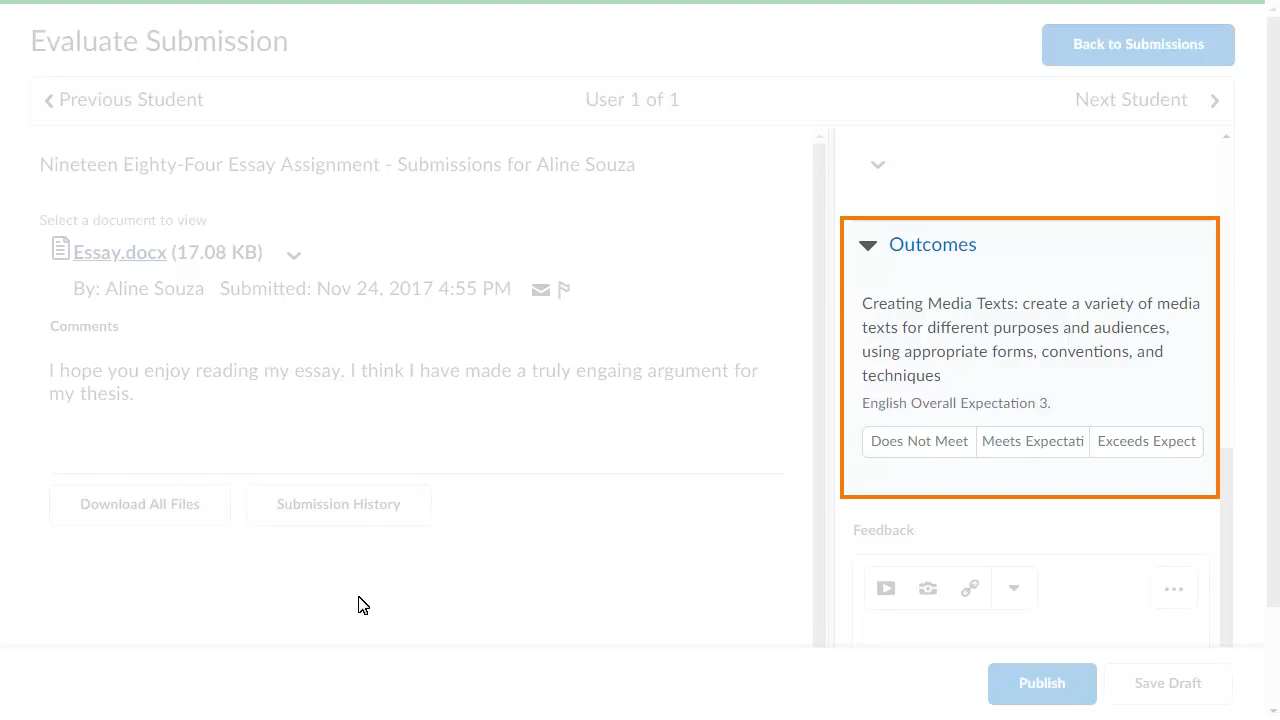 Evaluate Submission
Back to Submissions
Previous Student
User 1 of 1
Next Student
Nineteen Eighty-Four Essay Assignment - Submissions for Aline Souza
Select a document to view
Essay.docx (17.08 KB)
By: Aline Souza Submitted: Nov 24, 2017 4:55 PM
Comments
I hope you enjoy reading my essay. I think I have made a truly engaing argument for
my thesis.
Download All Files
Submission History
Outcomes
Creating Media Texts: create a variety of media
texts for different purposes and audiences,
using appropriate forms, conventions, and
techniques
English Overall Expectation 3.
Does Not Meet
Meets Expectati
Exceeds Expect
Feedback
Publish
Save Draft